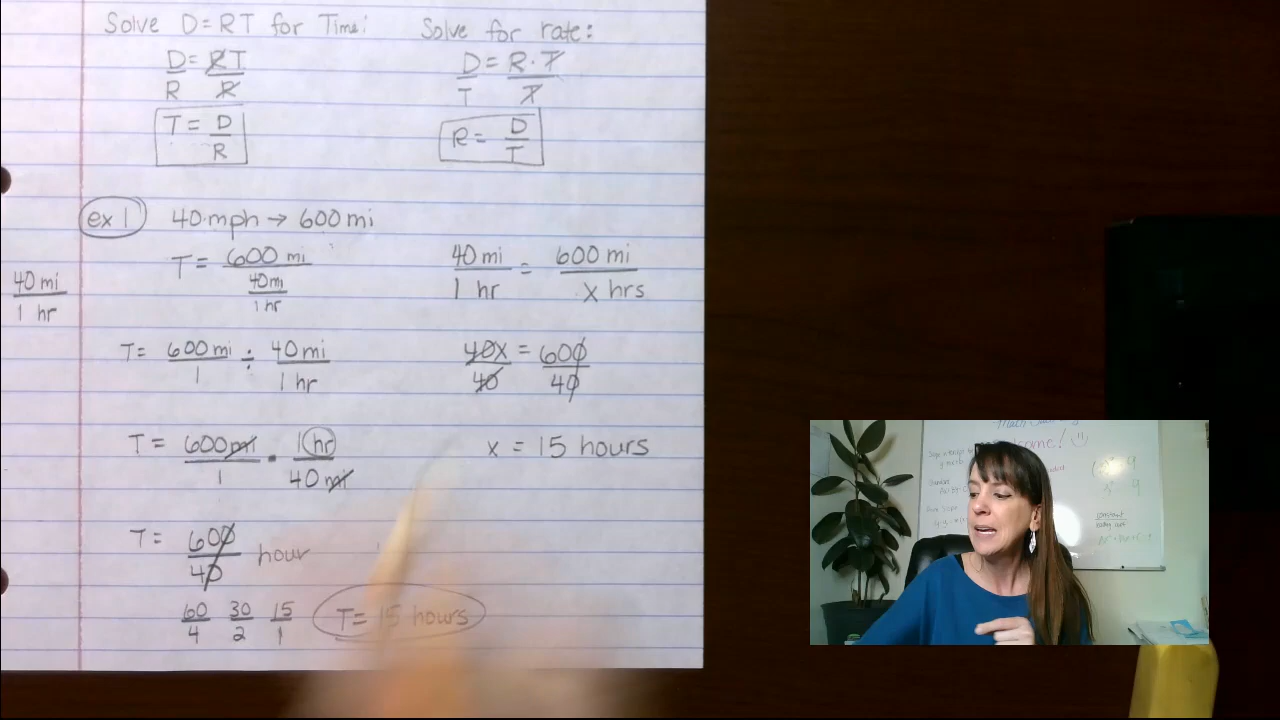 Solve D=RT for Time:
D = RT
R R
T = D
R
Solve for rate:
D = R · T
T T
R = D
T
ex 1 40 mph → 600 mi
40 mi
1 hr
T = 600 mi
40 mi
1 hr
T = 600 mi ÷ 40 mi
1 1 hr
T = 600 mi · 1 hr
1 40 mi
T = 600 hour
40
60 30 15
4 2 1
T = 15 hours
40 mi = 600 mi
1 hr x hrs
40x = 600
40 40
x = 15 hours